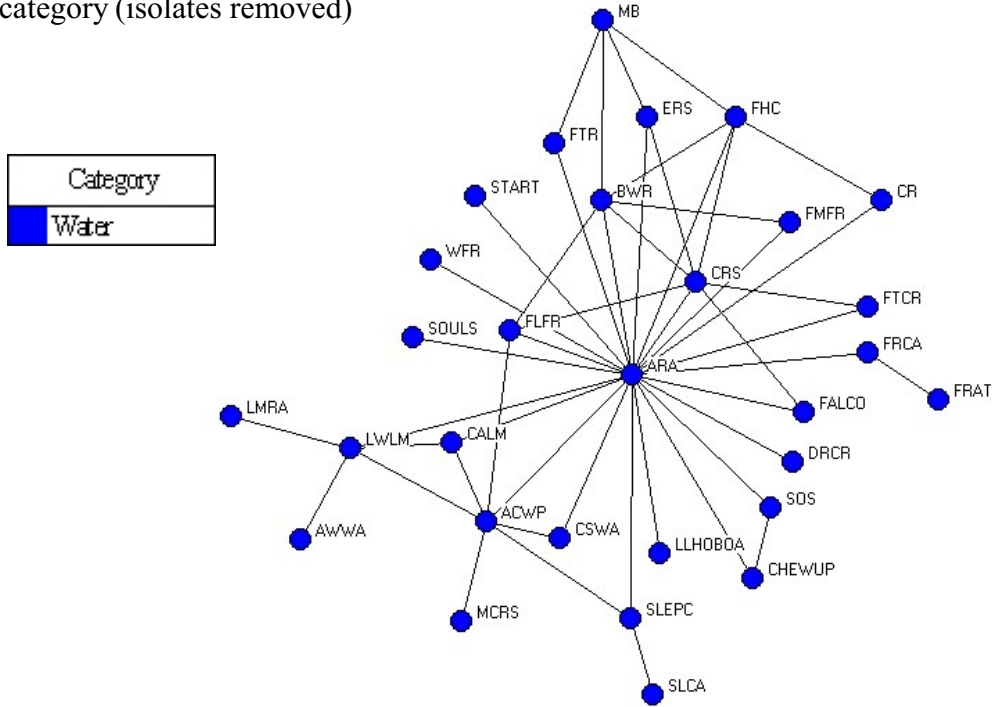 category (isolates removed)
Category
Water
MB
ERS
FHC
FTR
START
BWR
CR
FMFR
WFR
CRS
FTCR
SOULS
FLFR
FRCA
ARA
FRAT
LMRA
FALCO
LWLM
CALM
DRCR
SOS
ACWP
AWWA
CSWA
LLHOBOA
CHEWUP
MCRS
SLEPC
SLCA